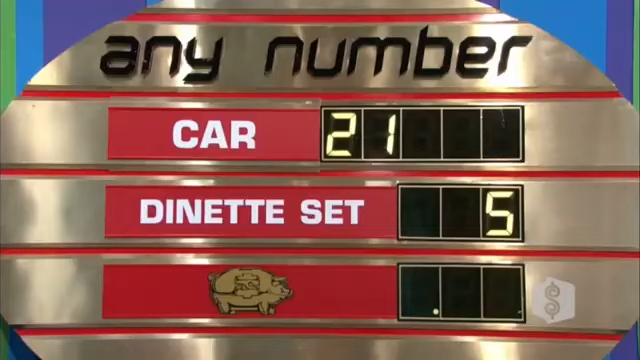 any number
CAR 21
DINETTE SET 5
.
$